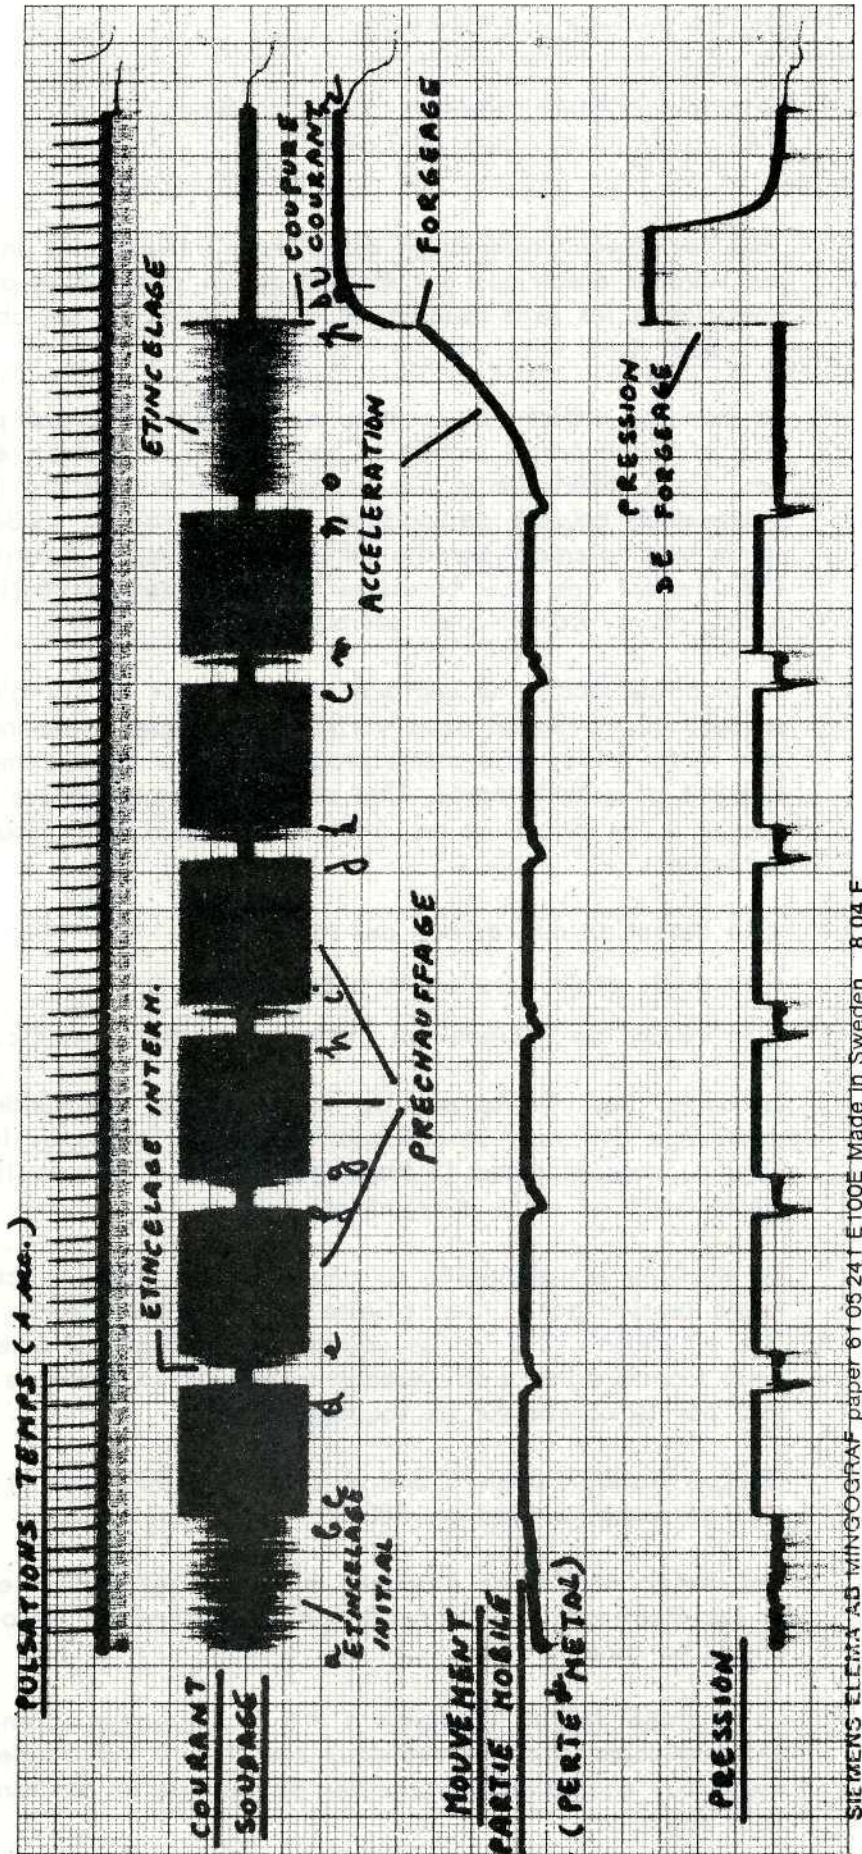 PULSATIONS TEMPS (1 sec.)
COURANT
SOUDAGE
ETINCELAGE INTERM.
ETINCELAGE
a
b
c
ETINCELAGE
INITIAL
d
e
f
g
h
i
j
k
l
m
n
o
p
r
COUPURE
DU COURANT
PRECHAUFFAGE
ACCELERATION
FORGEAGE
MOUVEMENT
PARTIE MOBILE
(PERTE METAL)
PRESSION
PRESSION
DE FORGEAGE
SIEMENS ELEMA AB MINGOGRAF paper 61 05 241 E100E Made in Sweden 8.04 F